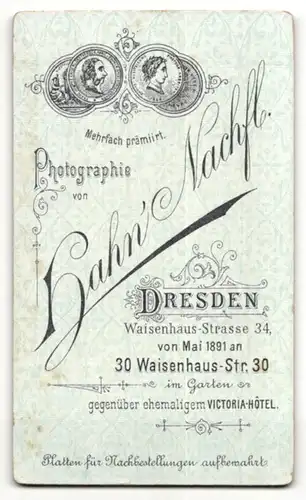 Mehrfach prämiirt.
Photographie
von
Hahn' Nachfl.
DRESDEN
Waisenhaus-Strasse 34,
von Mai 1891 an
30 Waisenhaus-Str. 30
im Garten
gegenüber ehemaligem VICTORIA-HÔTEL.
Platten für Nachbestellungen aufbewahrt.